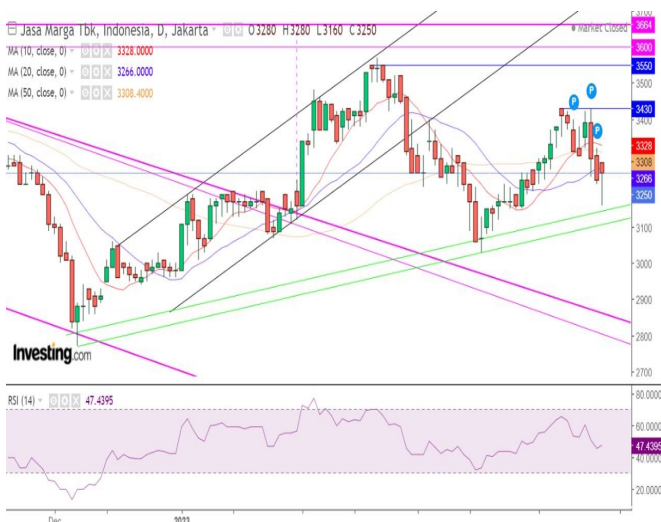 Jasa Marga Tbk, Indonesia, D, Jakarta O3280 H3280 L3160 C3250
Market Closed
MA (10, close, 0) 3328.0000
MA (20, close, 0) 3266.0000
MA (50, close, 0) 3308.4000
3700
3664
3600
3550
3430
3400
3328
3308
3266
3250
3100
3000
2900
2800
2700
P
P
P
Investing.com
RSI (14) 47.4395
80.0000
60.0000
47.4395
40.0000
20.0000
Dec
2023